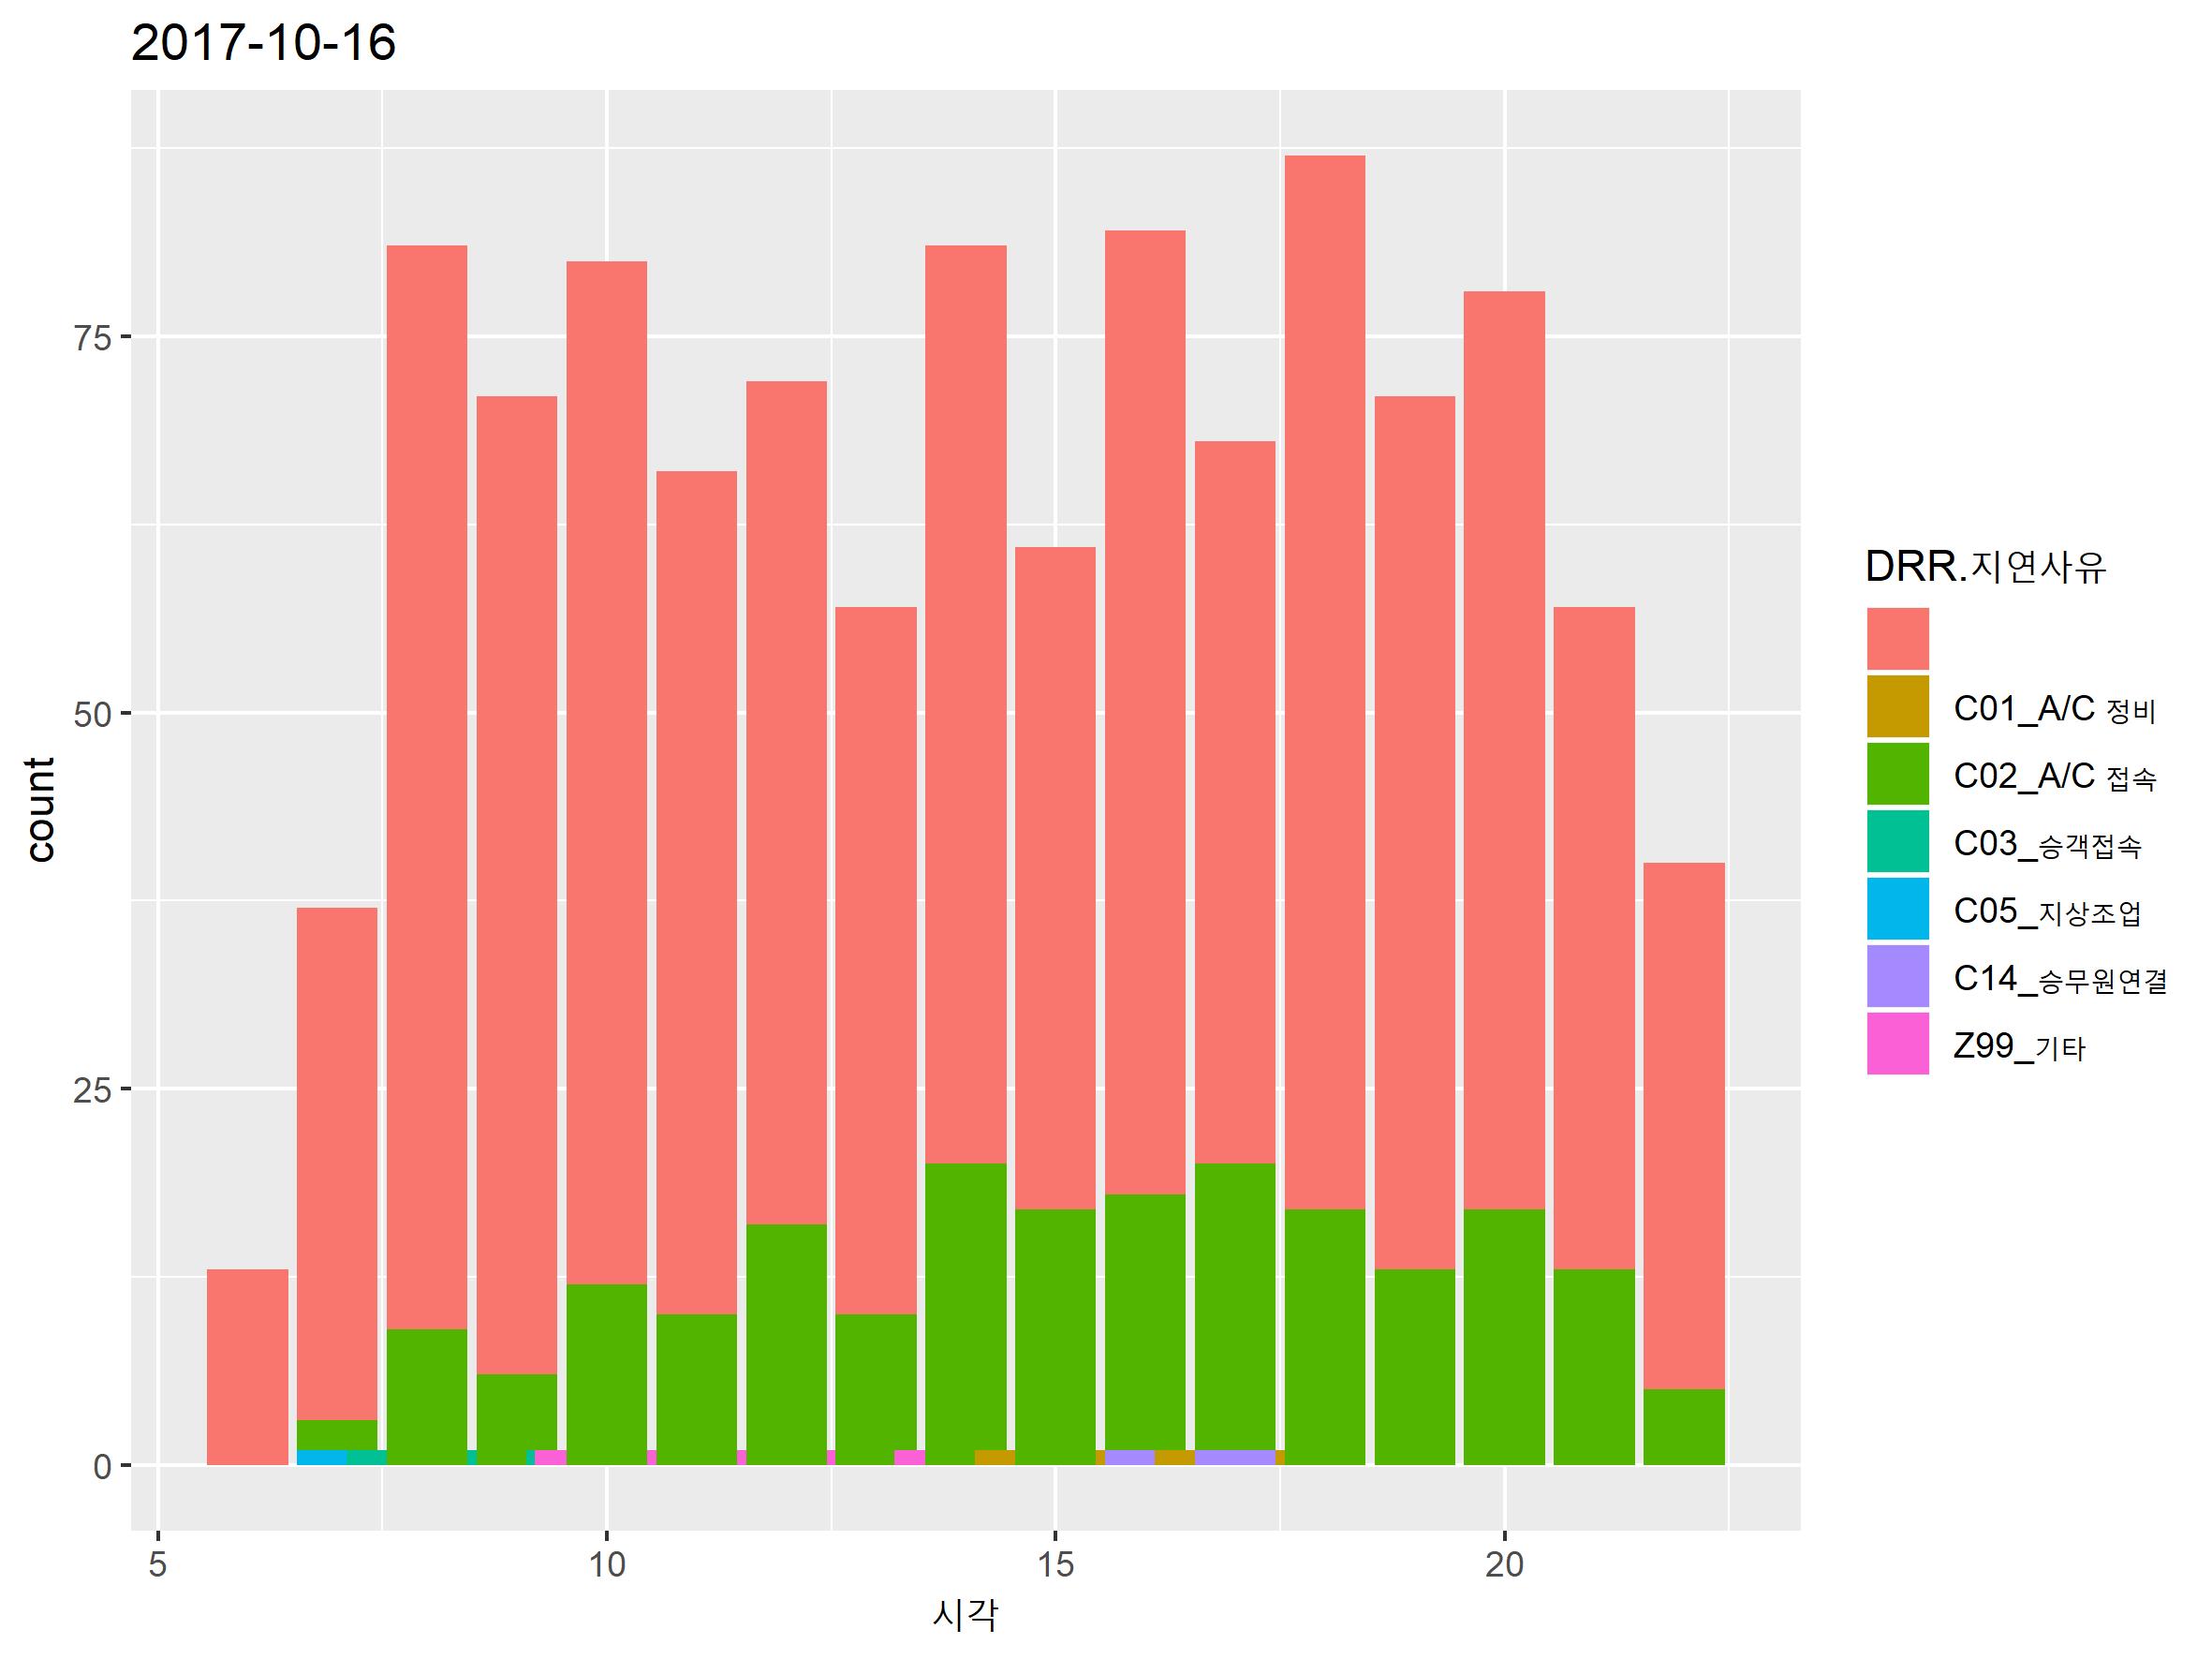 2017-10-16
75
50
25
0
count
5 10 15 20
시각
DRR.지연사유
C01_A/C 정비
C02_A/C 접속
C03_승객접속
C05_지상조업
C14_승무원연결
Z99_기타